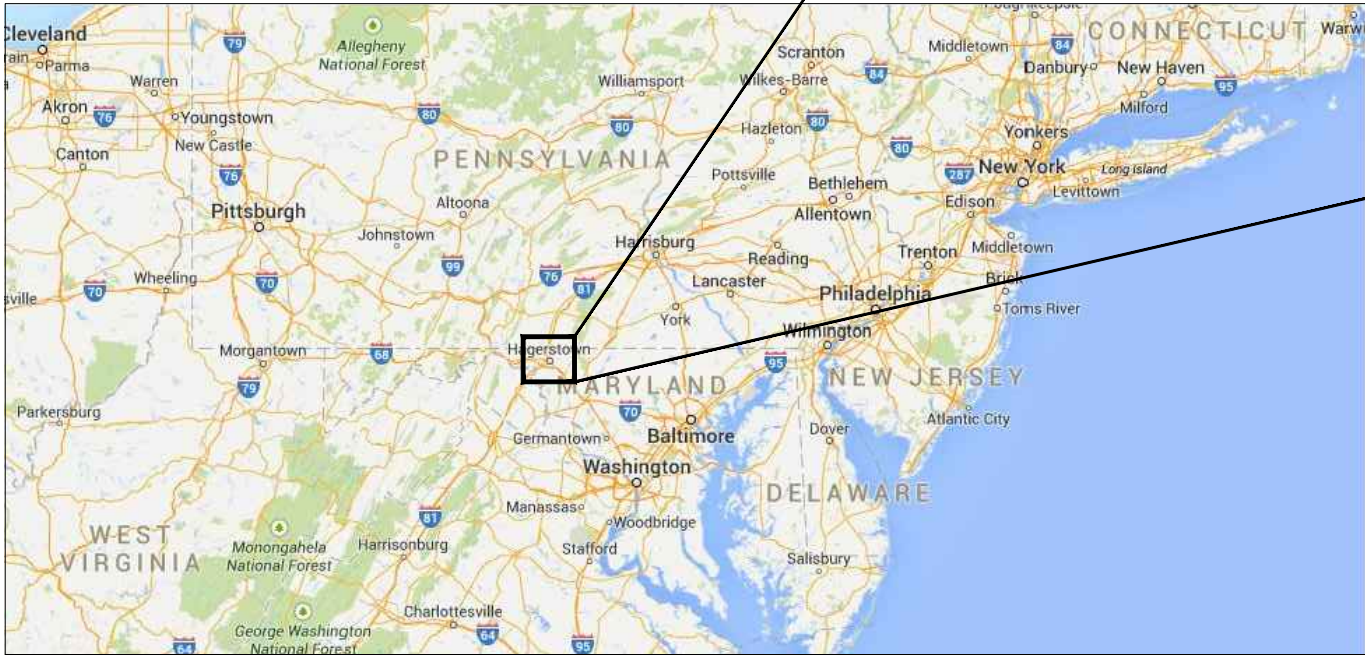 Cleveland
Parma
Akron
76
Canton
Warren
Youngstown
New Castle
76
79
Allegheny
National Forest
80
PENNSYLVANIA
Williamsport
80
Scranton
Wilkes-Barre
84
Hazleton
80
80
Middletown
84
CONNECTICUT
Danbury
New Haven
95
Milford
Yonkers
New York
287
Long Island
Levittown
Edison
Pottsville
Bethlehem
Allentown
Pittsburgh
Altoona
Johnstown
99
Harrisburg
76
81
Reading
Lancaster
York
Trenton
Middletown
Brick
Toms River
Philadelphia
Wilmington
95
Wheeling
70
70
Morgantown
68
79
Hagerstown
MARYLAND
NEW JERSEY
Atlantic City
70
Parkersburg
Germantown
Baltimore
Washington
Dover
DELAWARE
Manassas
Woodbridge
Stafford
Salisbury
WEST
VIRGINIA
Monongahela
National Forest
81
Harrisonburg
Charlottesville
64
64
George Washington
National Forest
95